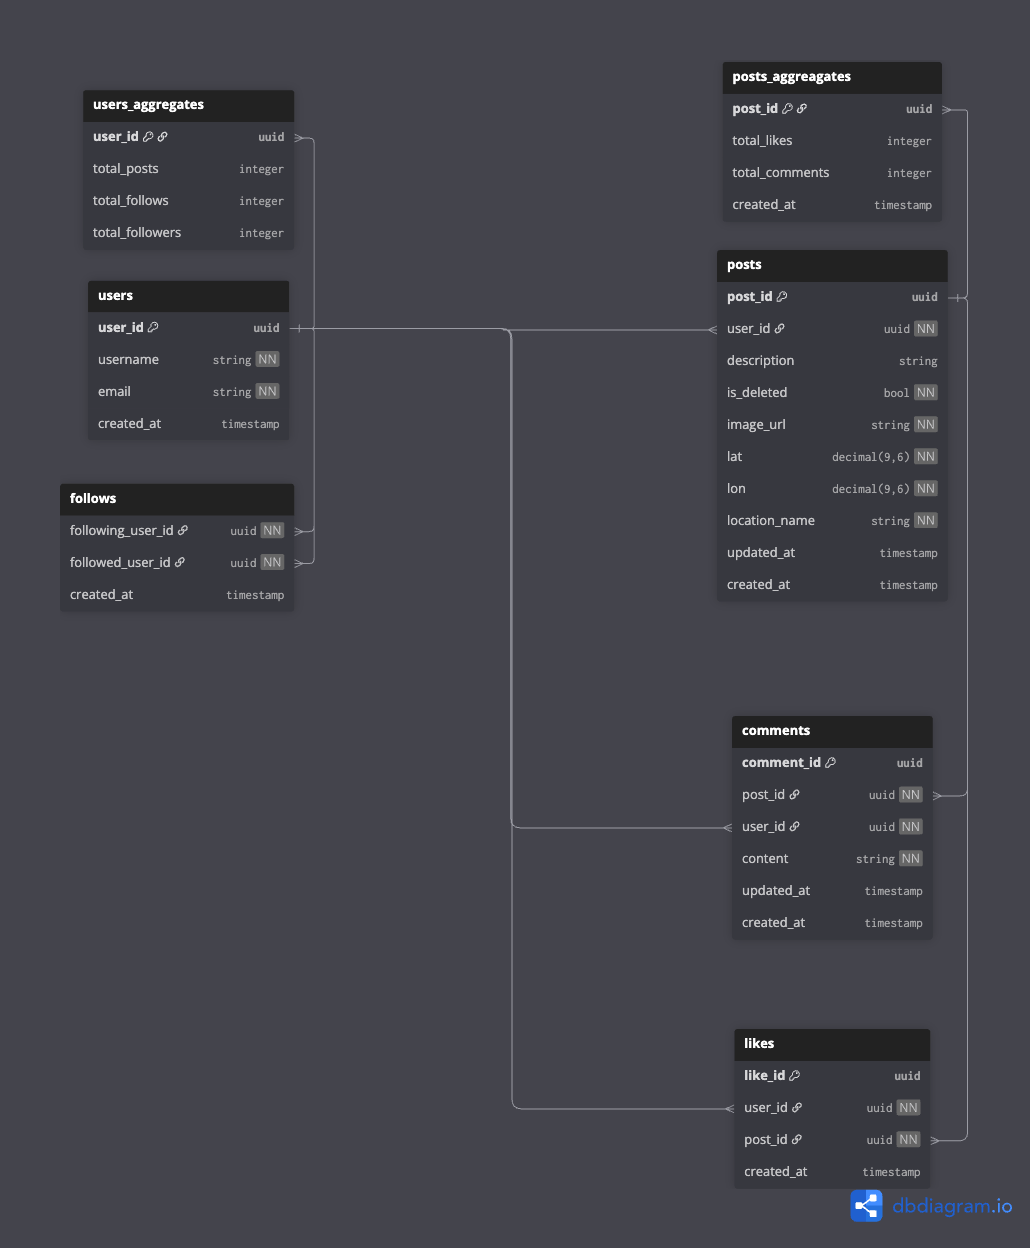 users_aggregates
user_id uuid
total_posts integer
total_follows integer
total_followers integer
users
user_id uuid
username string NN
email string NN
created_at timestamp
follows
following_user_id uuid NN
followed_user_id uuid NN
created_at timestamp
posts_aggreagates
post_id uuid
total_likes integer
total_comments integer
created_at timestamp
posts
post_id uuid
user_id uuid NN
description string
is_deleted bool NN
image_url string NN
lat decimal(9,6) NN
lon decimal(9,6) NN
location_name string NN
updated_at timestamp
created_at timestamp
comments
comment_id uuid
post_id uuid NN
user_id uuid NN
content string NN
updated_at timestamp
created_at timestamp
likes
like_id uuid
user_id uuid NN
post_id uuid NN
created_at timestamp
dbdiagram.io